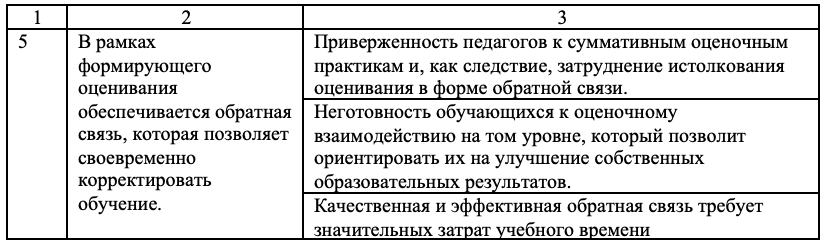 1 2 3
5
В рамках
формирующего
оценивания
обеспечивается обратная
связь, которая позволяет
своевременно
корректировать
обучение.
Приверженность педагогов к суммативным оценочным
практикам и, как следствие, затруднение истолкования
оценивания в форме обратной связи.
Неготовность обучающихся к оценочному
взаимодействию на том уровне, который позволит
ориентировать их на улучшение собственных
образовательных результатов.
Качественная и эффективная обратная связь требует
значительных затрат учебного времени